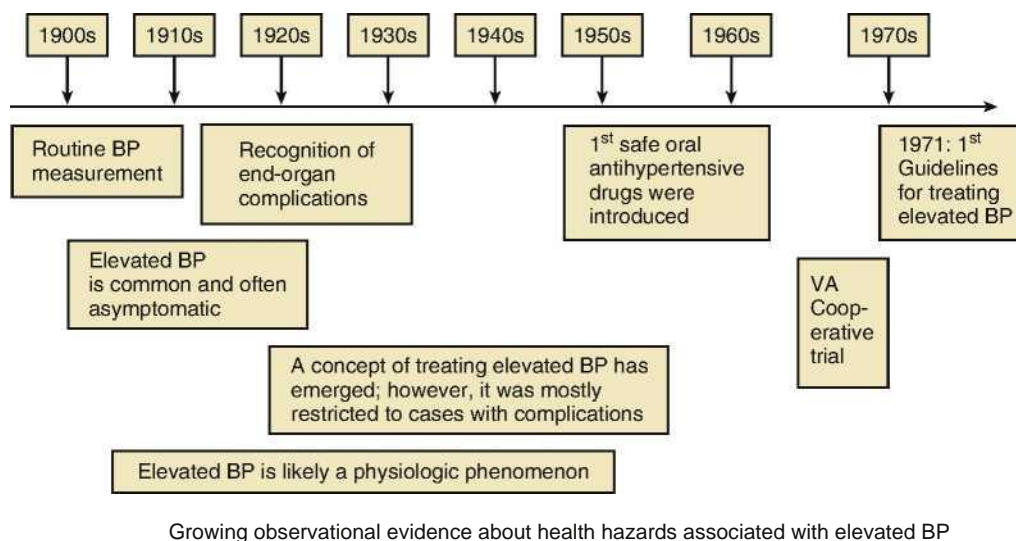 1900s
1910s
1920s
1930s
1940s
1950s
1960s
1970s
Routine BP
measurement
Recognition of
end-organ
complications
1st safe oral
antihypertensive
drugs were
introduced
1971: 1st
Guidelines
for treating
elevated BP
Elevated BP
is common and often
asymptomatic
VA
Coop-
erative
trial
A concept of treating elevated BP has
emerged; however, it was mostly
restricted to cases with complications
Elevated BP is likely a physiologic phenomenon
Growing observational evidence about health hazards associated with elevated BP